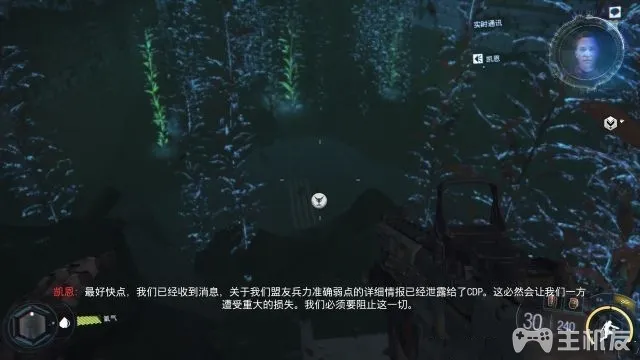 实时通讯
凯恩
凯恩：最好快点，我们已经收到消息，关于我们盟友兵力准确弱点的详细情报已经泄露给了CDP。这必然会让我们一方
遭受重大的损失。我们必须要阻止这一切。
氧气
30
240
主机友